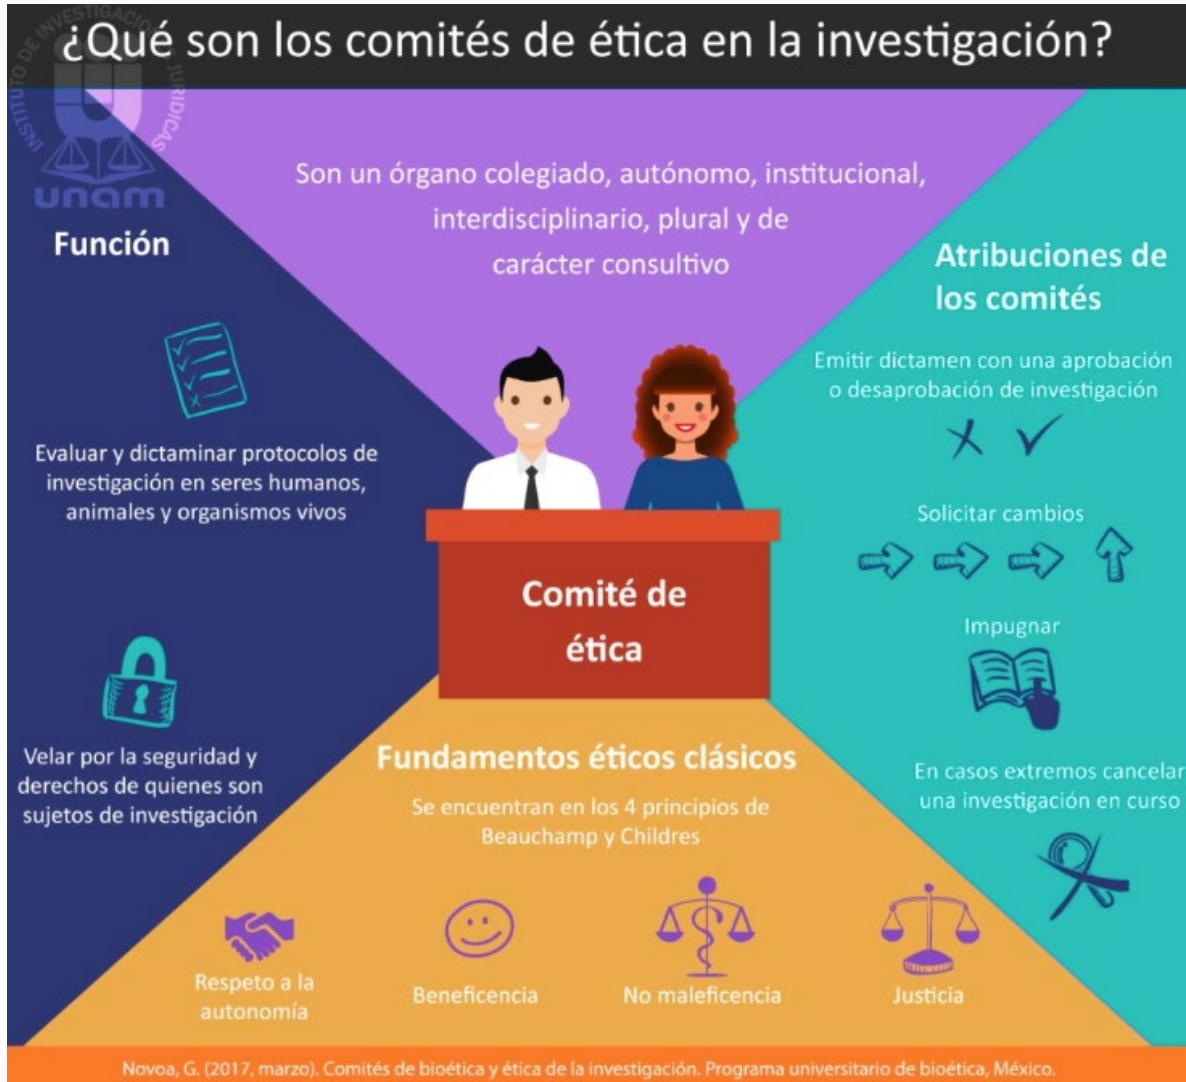 ¿Qué son los comités de ética en la investigación?
INSTITUTO DE INVESTIGACIONES JURIDICAS
unam
Son un órgano colegiado, autónomo, institucional,
interdisciplinario, plural y de
carácter consultivo
Función
Evaluar y dictaminar protocolos de
investigación en seres humanos,
animales y organismos vivos
Velar por la seguridad y
derechos de quienes son
sujetos de investigación
Atribuciones de
los comités
Emitir dictamen con una aprobación
o desaprobación de investigación
Solicitar cambios
Impugnar
En casos extremos cancelar
una investigación en curso
Comité de
ética
Fundamentos éticos clásicos
Se encuentran en los 4 principios de
Beauchamp y Childres
Respeto a la
autonomía
Beneficencia
No maleficencia
Justicia
Novoa, G. (2017, marzo). Comités de bioética y ética de la investigación. Programa universitario de bioética, México.